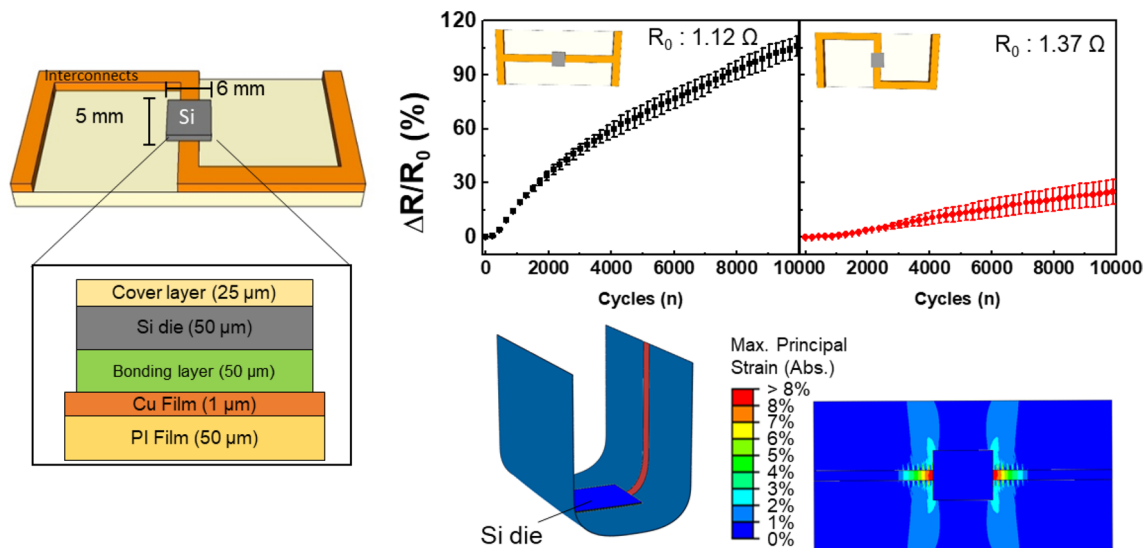 Interconnects
6 mm
5 mm
Si
Cover layer (25 µm)
Si die (50 µm)
Bonding layer (50 µm)
Cu Film (1 µm)
PI Film (50 µm)
ΔR/R₀ (%)
120
90
60
30
0
R₀ : 1.12 Ω
R₀ : 1.37 Ω
0 2000 4000 6000 8000 10000
2000 4000 6000 8000 10000
Cycles (n)
Cycles (n)
Si die
Max. Principal
Strain (Abs.)
> 8%
8%
7%
6%
5%
4%
3%
2%
1%
0%